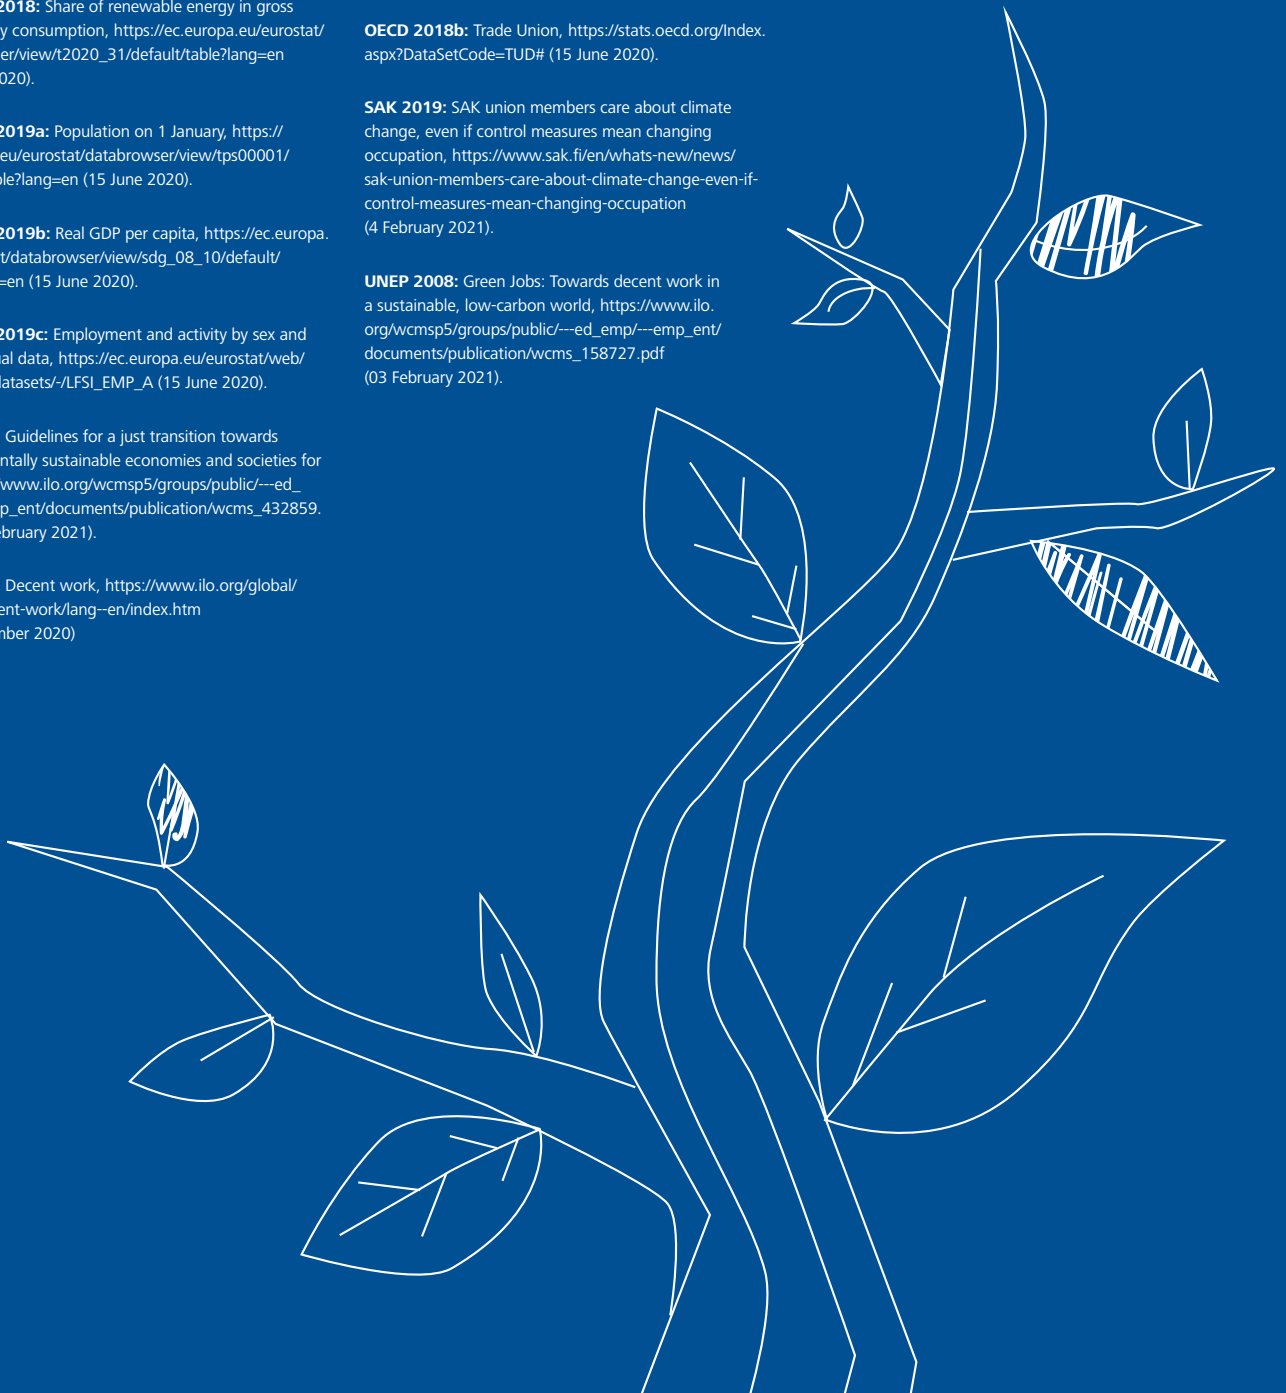 2018: Share of renewable energy in gross
y consumption, https://ec.europa.eu/eurostat/
er/view/t2020_31/default/table?lang=en
020).
2019a: Population on 1 January, https://
eu/eurostat/databrowser/view/tps00001/
ble?lang=en (15 June 2020).
2019b: Real GDP per capita, https://ec.europa.
t/databrowser/view/sdg_08_10/default/
=en (15 June 2020).
2019c: Employment and activity by sex and
al data, https://ec.europa.eu/eurostat/web/
datasets/-/LFSI_EMP_A (15 June 2020).
Guidelines for a just transition towards
ntally sustainable economies and societies for
/www.ilo.org/wcmsp5/groups/public/---ed_
p_ent/documents/publication/wcms_432859.
ebruary 2021).
Decent work, https://www.ilo.org/global/
ent-work/lang--en/index.htm
mber 2020)
OECD 2018b: Trade Union, https://stats.oecd.org/Index.
aspx?DataSetCode=TUD# (15 June 2020).
SAK 2019: SAK union members care about climate
change, even if control measures mean changing
occupation, https://www.sak.fi/en/whats-new/news/
sak-union-members-care-about-climate-change-even-if-
control-measures-mean-changing-occupation
(4 February 2021).
UNEP 2008: Green Jobs: Towards decent work in
a sustainable, low-carbon world, https://www.ilo.
org/wcmsp5/groups/public/---ed_emp/---emp_ent/
documents/publication/wcms_158727.pdf
(03 February 2021).